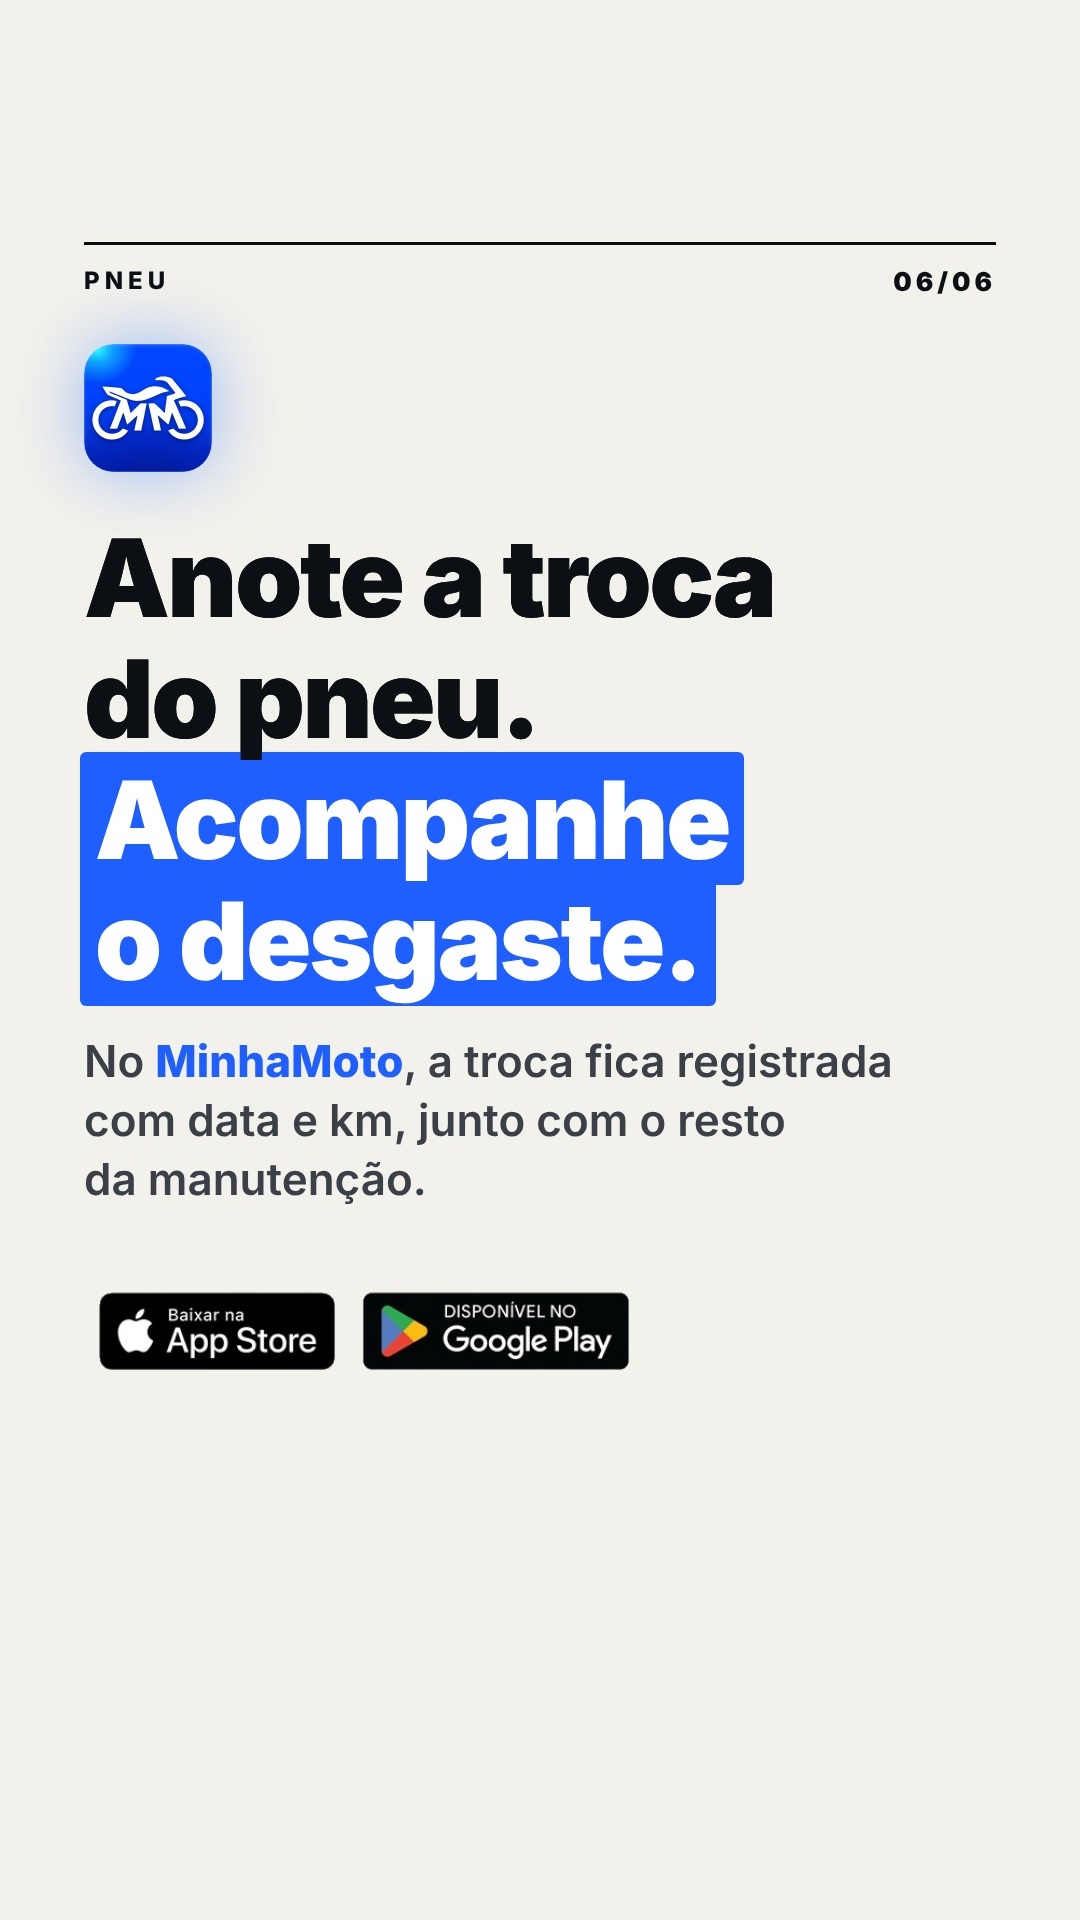 PNEU
06/06
MM
Anote a troca
do pneu.
Acompanhe
o desgaste.
No MinhaMoto, a troca fica registrada
com data e km, junto com o resto
da manutenção.
Baixar na
App Store
DISPONÍVEL NO
Google Play